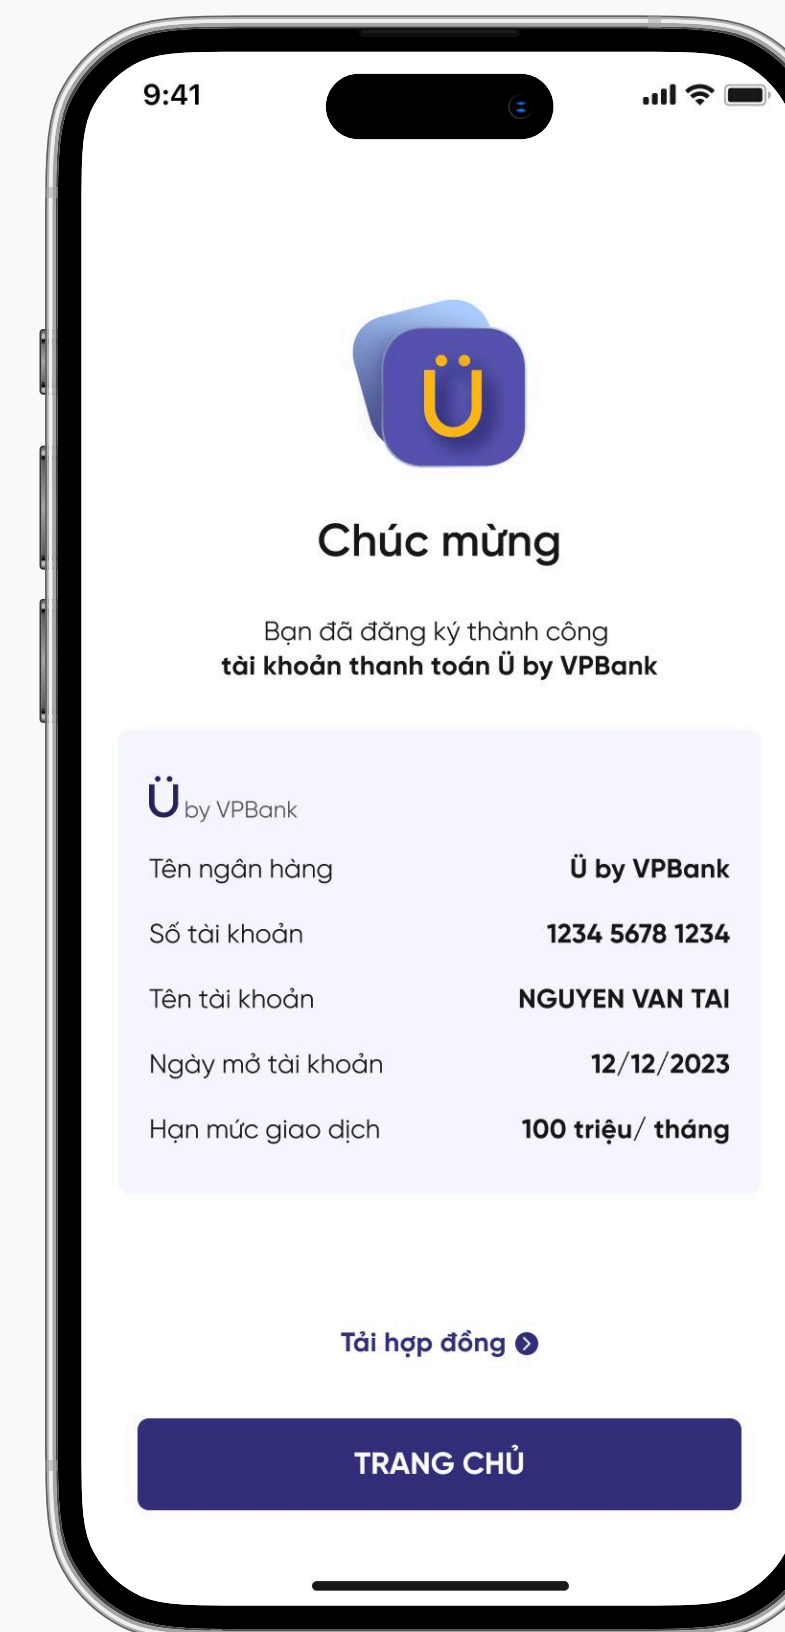 9:41
Ü
Chúc mừng
Bạn đã đăng ký thành công
tài khoản thanh toán Ü by VPBank
Ü by VPBank
Tên ngân hàng Ü by VPBank
Số tài khoản 1234 5678 1234
Tên tài khoản NGUYEN VAN TAI
Ngày mở tài khoản 12/12/2023
Hạn mức giao dịch 100 triệu/ tháng
Tải hợp đồng
TRANG CHỦ